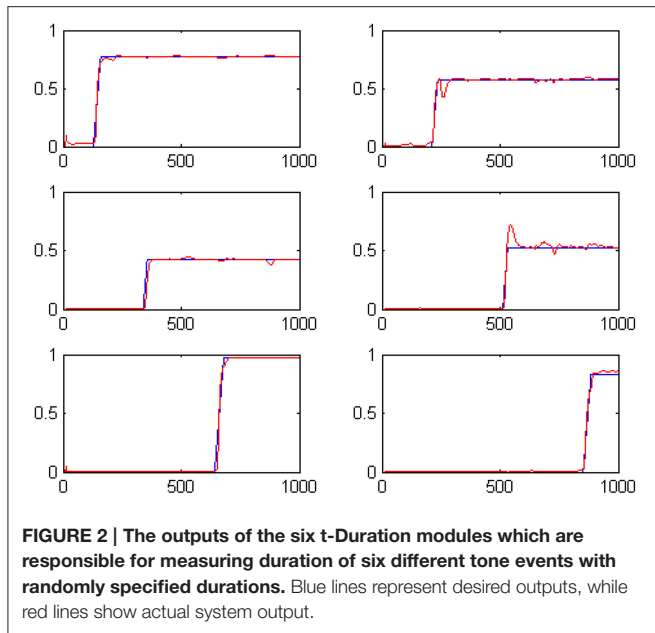 1
0.5
0
0 500 1000
1
0.5
0
0 500 1000
1
0.5
0
0 500 1000
1
0.5
0
0 500 1000
1
0.5
0
0 500 1000
1
0.5
0
0 500 1000
FIGURE 2 | The outputs of the six t-Duration modules which are
responsible for measuring duration of six different tone events with
randomly specified durations. Blue lines represent desired outputs, while
red lines show actual system output.